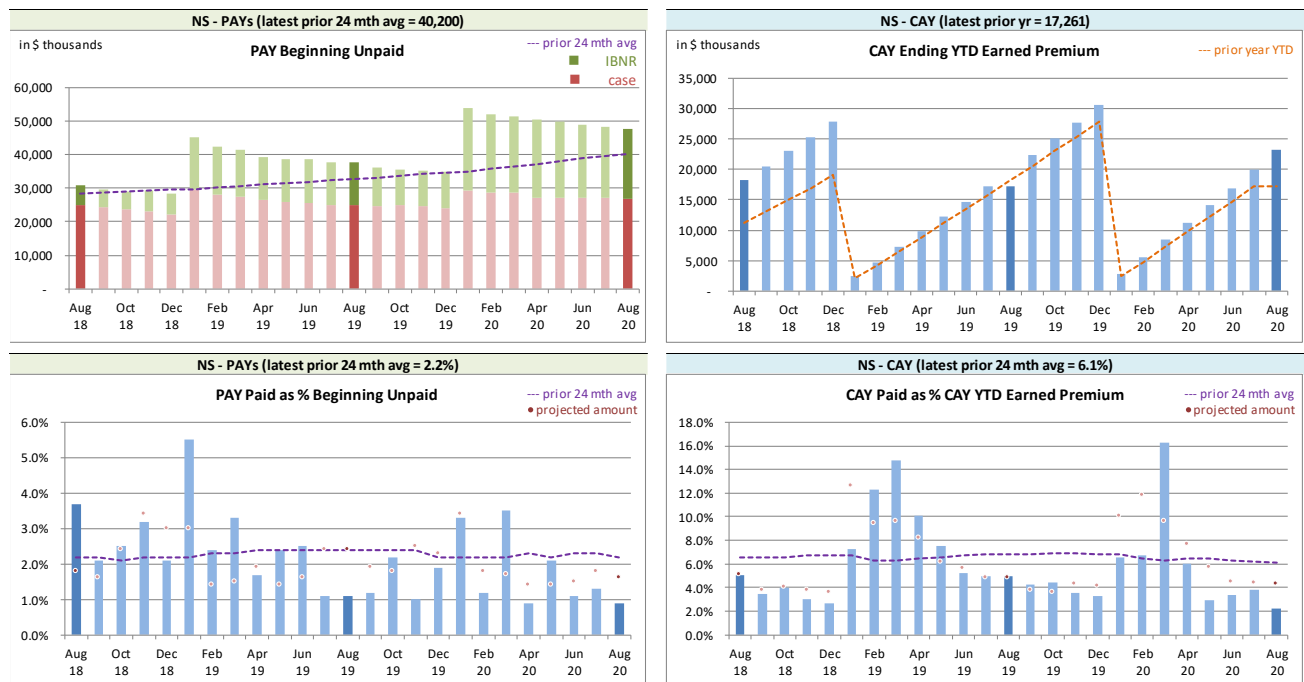 NS - PAYs (latest prior 24 mth avg = 40,200)
in $ thousands
PAY Beginning Unpaid
--- prior 24 mth avg
IBNR
case
60,000
50,000
40,000
30,000
20,000
10,000
-
Aug Oct Dec Feb Apr Jun Aug Oct Dec Feb Apr Jun Aug
18 18 18 19 19 19 19 19 19 20 20 20 20
NS - CAY (latest prior yr = 17,261)
in $ thousands
CAY Ending YTD Earned Premium
--- prior year YTD
35,000
30,000
25,000
20,000
15,000
10,000
5,000
-
Aug Oct Dec Feb Apr Jun Aug Oct Dec Feb Apr Jun Aug
18 18 18 19 19 19 19 19 19 20 20 20 20
NS - PAYs (latest prior 24 mth avg = 2.2%)
PAY Paid as % Beginning Unpaid
--- prior 24 mth avg
• projected amount
6.0%
5.0%
4.0%
3.0%
2.0%
1.0%
0.0%
Aug Oct Dec Feb Apr Jun Aug Oct Dec Feb Apr Jun Aug
18 18 18 19 19 19 19 19 19 20 20 20 20
NS - CAY (latest prior 24 mth avg = 6.1%)
CAY Paid as % CAY YTD Earned Premium
--- prior 24 mth avg
• projected amount
18.0%
16.0%
14.0%
12.0%
10.0%
8.0%
6.0%
4.0%
2.0%
0.0%
Aug Oct Dec Feb Apr Jun Aug Oct Dec Feb Apr Jun Aug
18 18 18 19 19 19 19 19 19 20 20 20 20